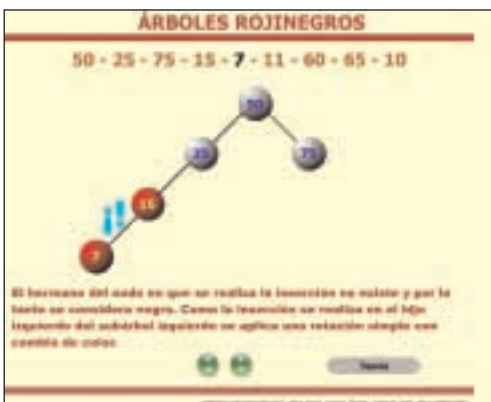 ÁRBOLES ROJINEGROS
50 - 25 - 75 - 15 - 7 - 11 - 60 - 65 - 10
50
25
75
15
7
El hermano del nodo en que se realiza la inserción no existe y por lo
tanto se considera negro. Como la inserción se realiza en el hijo
izquierdo del subárbol izquierdo se aplica una rotación simple con
cambio de color.